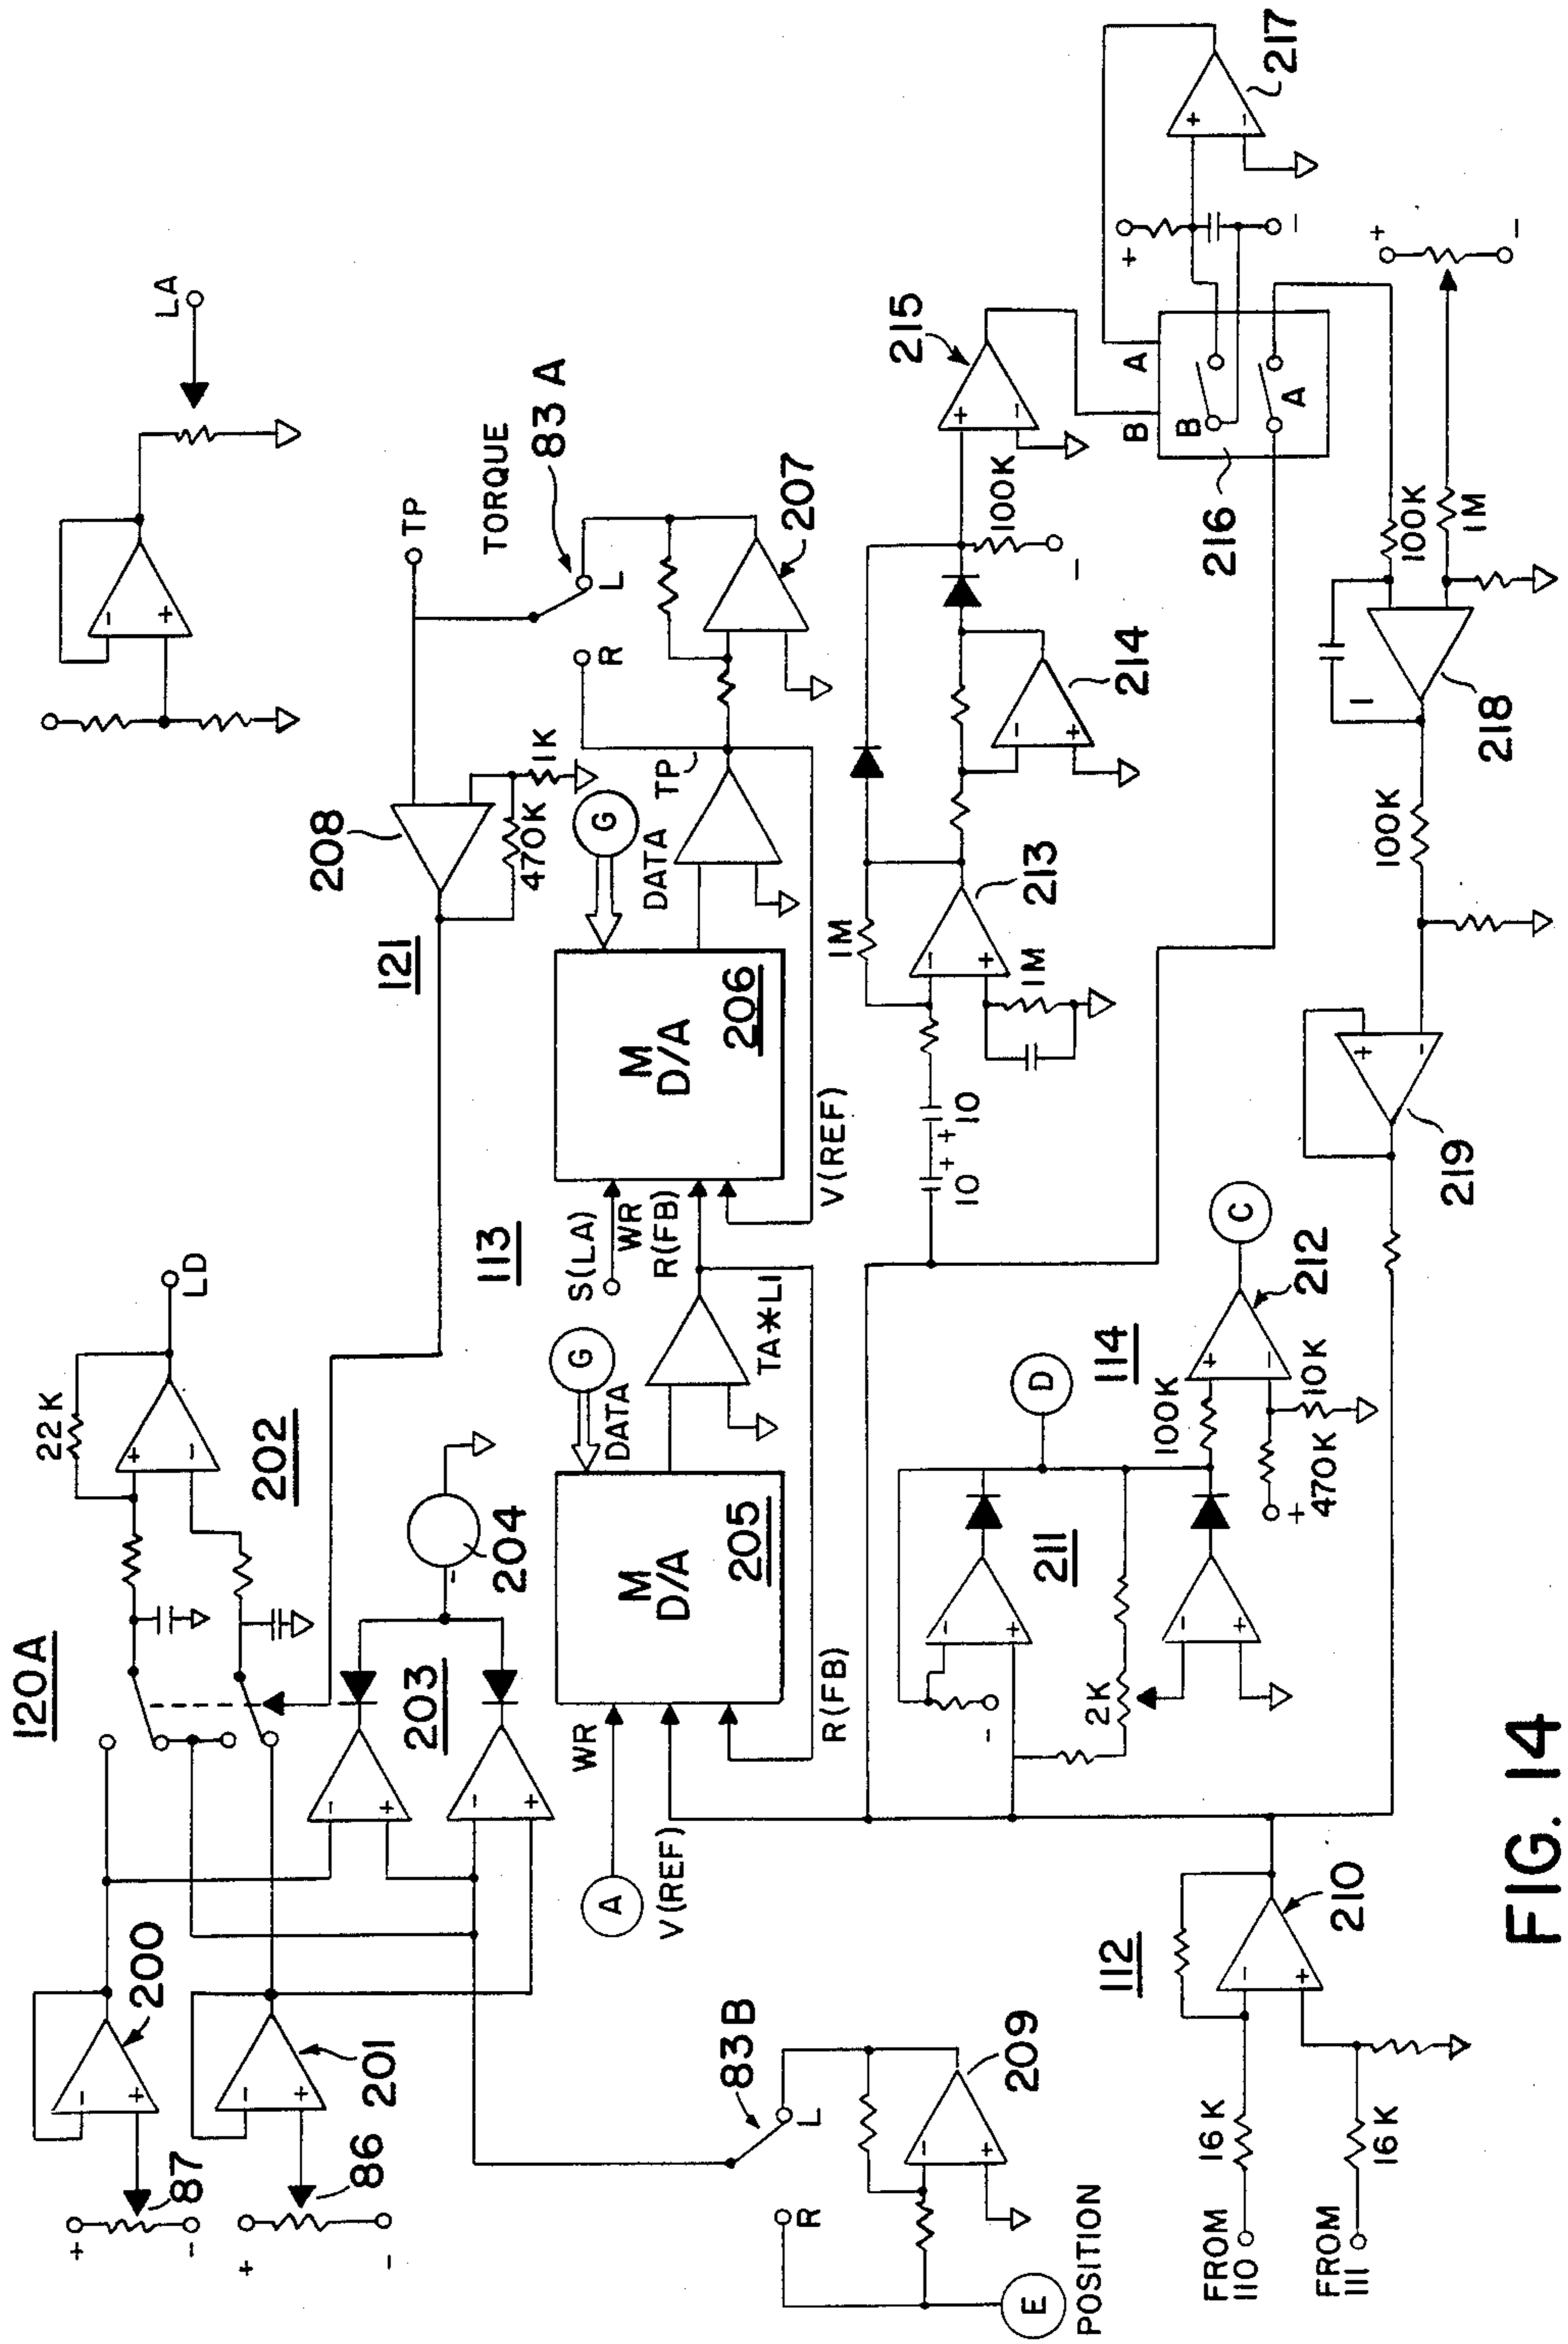 120A
+
-
87
-
+
200
+
-
86
-
+
201
22K
+
-
LD
202
LA
-
+
-
+
-
+
203
-
204
121
208
470K
1K
TP
TORQUE
83 A
R
L
207
113
A
WR
V(REF)
R(FB)
M
D/A
205
G
DATA
TA*LI
S(LA)
WR
R(FB)
V(REF)
M
D/A
206
G
DATA
TP
83B
R
L
E
POSITION
-
+
209
112
FROM
110
16K
FROM
111
16K
-
+
210
-
+
-
211
2K
-
+
D
114
100K
+
470K
10K
+
-
212
C
10
+
+
10
1M
-
+
1M
213
-
+
214
100K
-
+
-
215
B
A
B
A
216
+
-
+
-
217
+
-
1M
100K
1
218
100K
+
-
219
FIG. 14